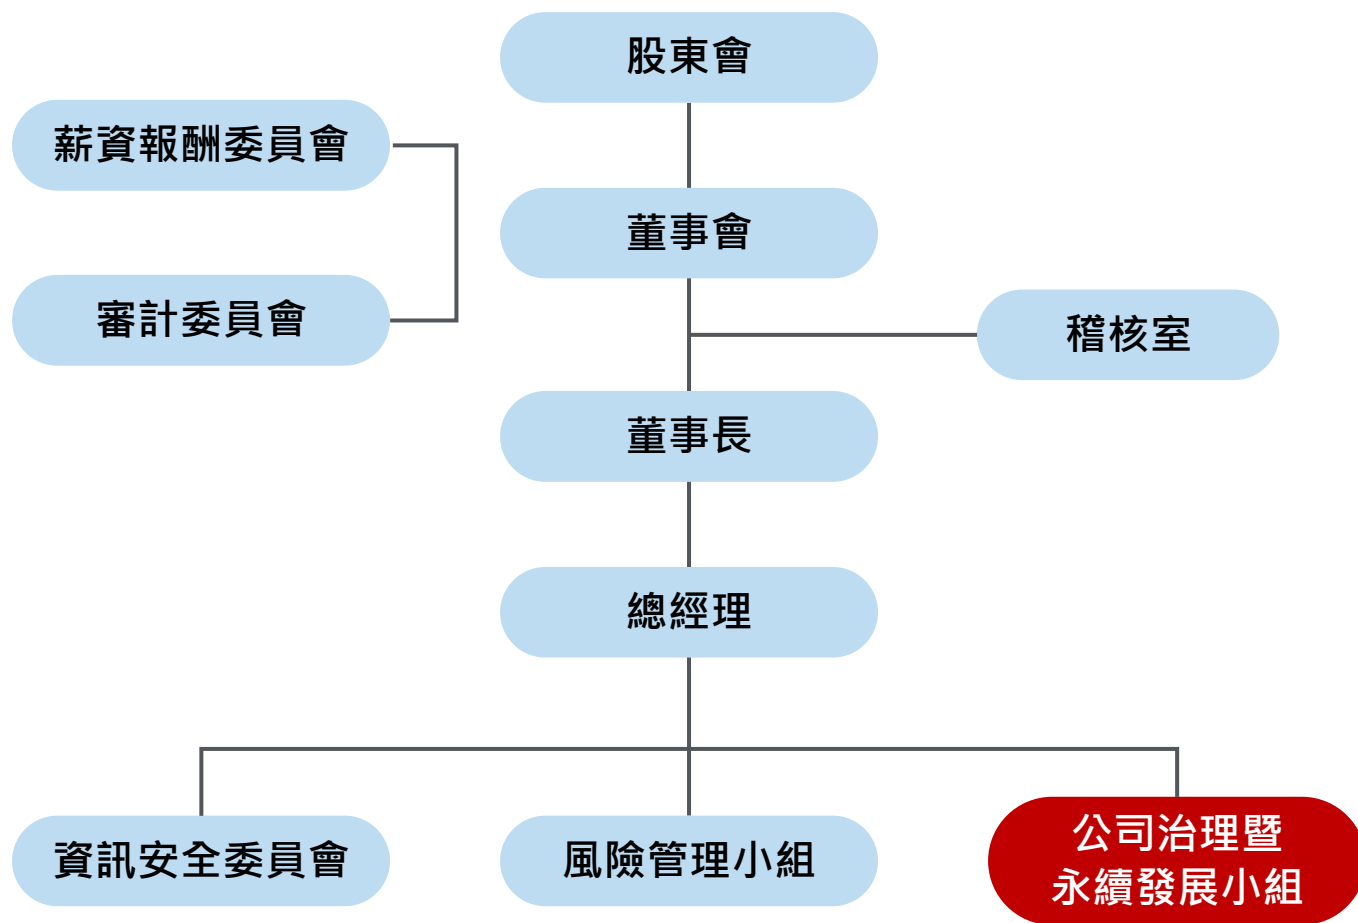 股東會
薪資報酬委員會
董事會
審計委員會
稽核室
董事長
總經理
資訊安全委員會
風險管理小組
公司治理暨
永續發展小組